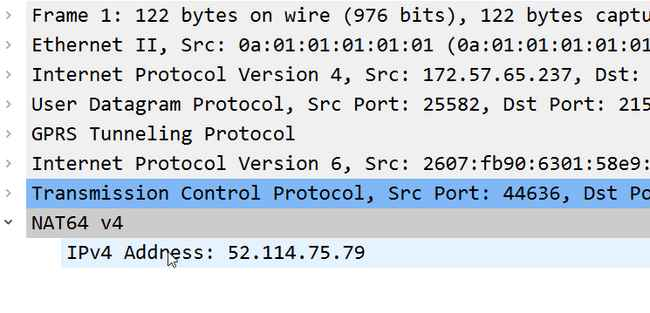 Frame 1: 122 bytes on wire (976 bits), 122 bytes captu
Ethernet II, Src: 0a:01:01:01:01:01 (0a:01:01:01:01:01
Internet Protocol Version 4, Src: 172.57.65.237, Dst:
User Datagram Protocol, Src Port: 25582, Dst Port: 215
GPRS Tunneling Protocol
Internet Protocol Version 6, Src: 2607:fb90:6301:58e9:
Transmission Control Protocol, Src Port: 44636, Dst Po
NAT64 v4
IPv4 Address: 52.114.75.79